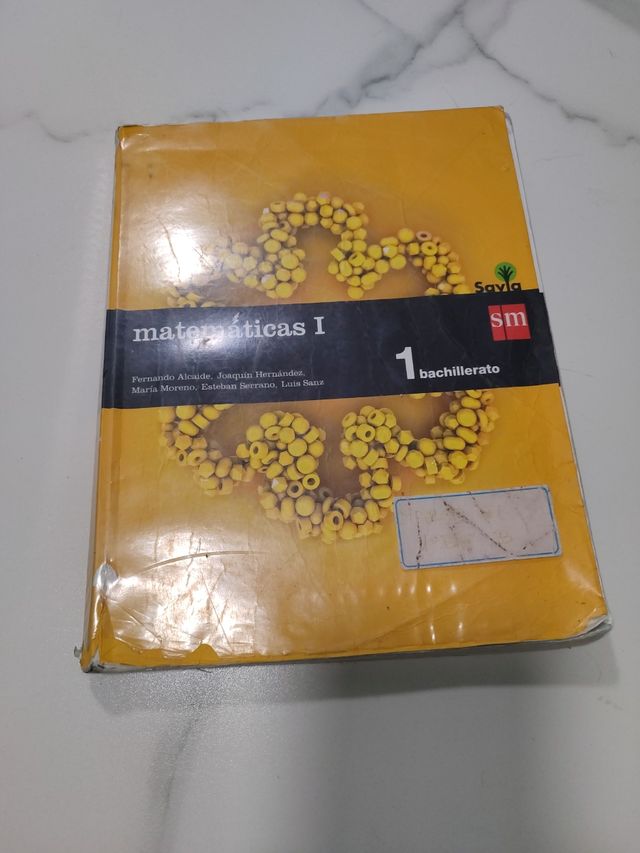 Savia
sm
matemáticas I
Fernando Alcaide, Joaquín Hernández,
María Moreno, Esteban Serrano, Luis Sanz
1 bachillerato